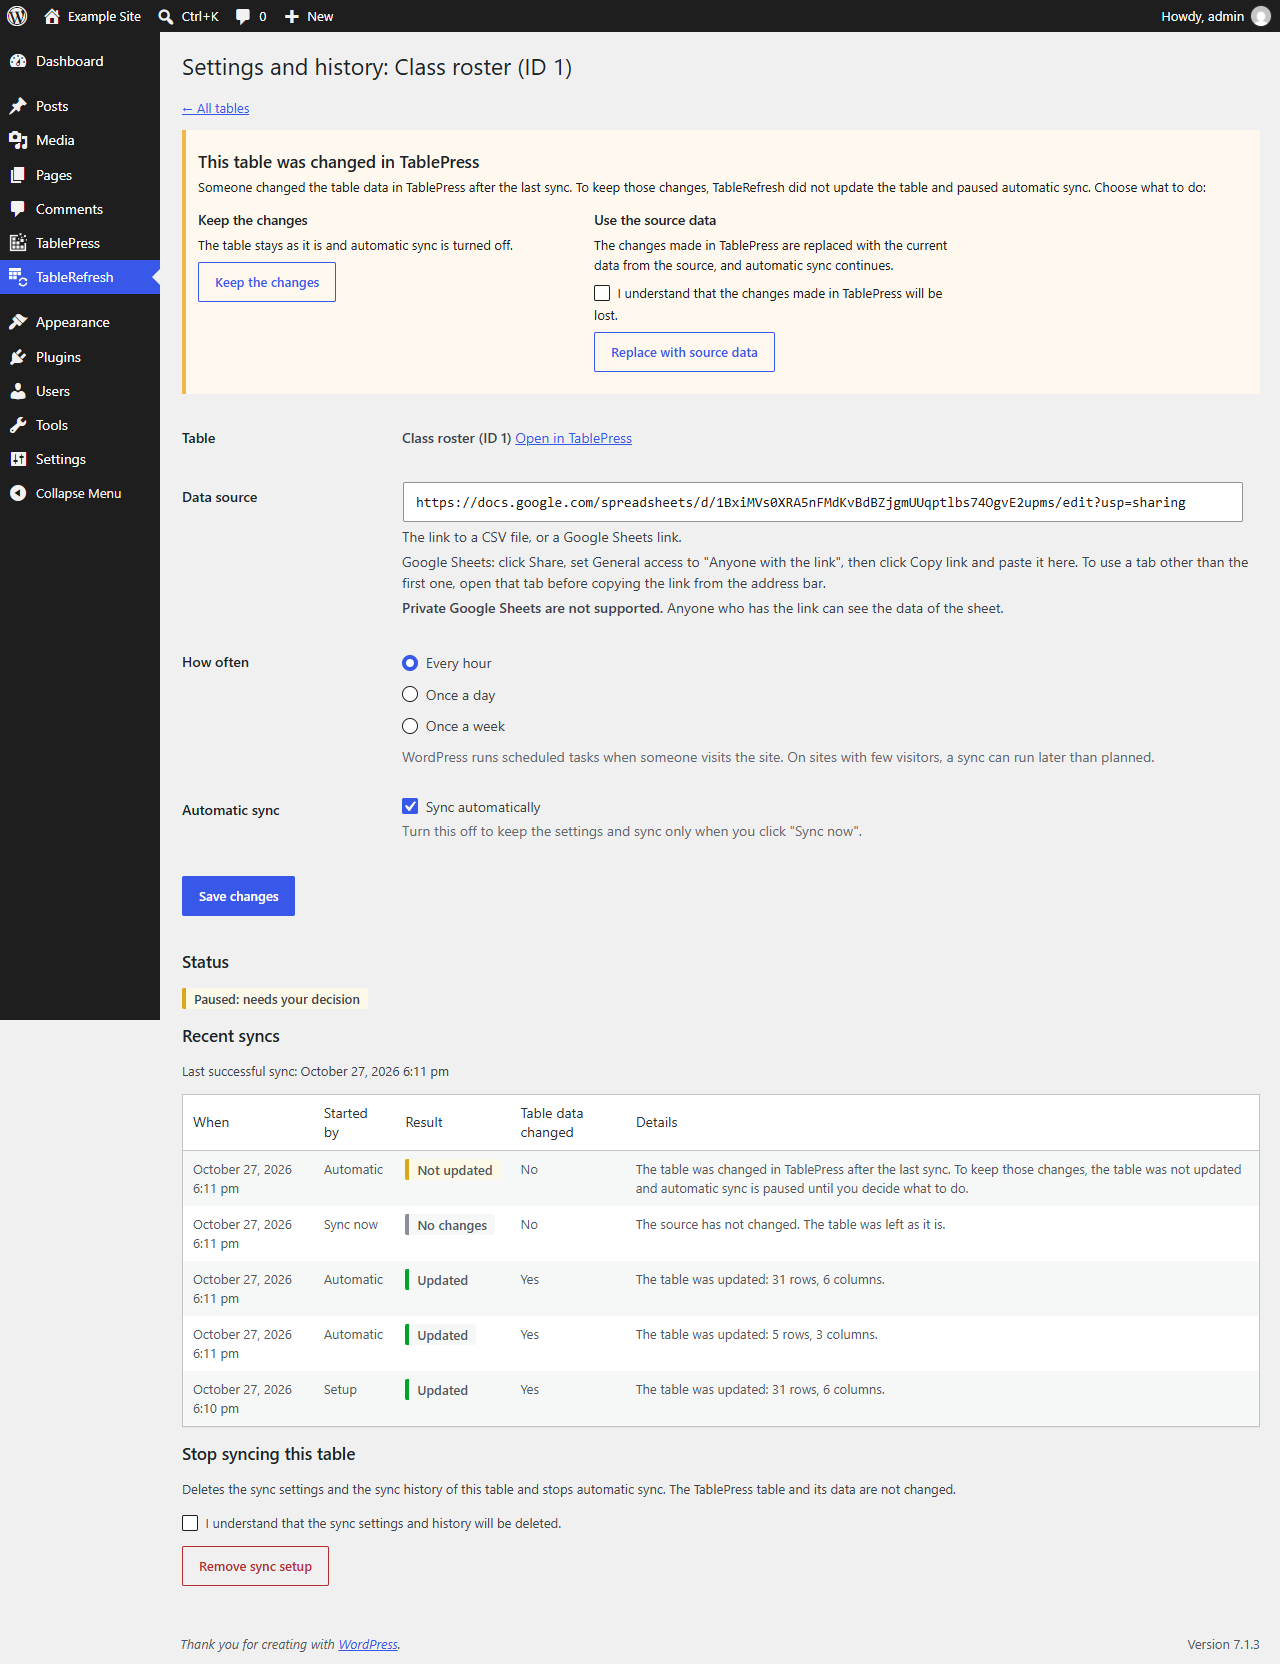 Example Site
Ctrl+K
0
New
Howdy, admin
Dashboard
Posts
Media
Pages
Comments
TablePress
TableRefresh
Appearance
Plugins
Users
Tools
Settings
Collapse Menu
Settings and history: Class roster (ID 1)
← All tables
This table was changed in TablePress
Someone changed the table data in TablePress after the last sync. To keep those changes, TableRefresh did not update the table and paused automatic sync. Choose what to do:
Keep the changes
The table stays as it is and automatic sync is turned off.
Keep the changes
Use the source data
The changes made in TablePress are replaced with the current
data from the source, and automatic sync continues.
I understand that the changes made in TablePress will be
lost.
Replace with source data
Table
Class roster (ID 1) Open in TablePress
Data source
https://docs.google.com/spreadsheets/d/1BxiMVs0XRA5nFMdKvBdBZjgmUUqptlbs74OgvE2upms/edit?usp=sharing
The link to a CSV file, or a Google Sheets link.
Google Sheets: click Share, set General access to "Anyone with the link", then click Copy link and paste it here. To use a tab other than the
first one, open that tab before copying the link from the address bar.
Private Google Sheets are not supported. Anyone who has the link can see the data of the sheet.
How often
Every hour
Once a day
Once a week
WordPress runs scheduled tasks when someone visits the site. On sites with few visitors, a sync can run later than planned.
Automatic sync
Sync automatically
Turn this off to keep the settings and sync only when you click "Sync now".
Save changes
Status
Paused: needs your decision
Recent syncs
Last successful sync: October 27, 2026 6:11 pm
When
Started
by
Result
Table data
changed
Details
October 27, 2026
6:11 pm
Automatic
Not updated
No
The table was changed in TablePress after the last sync. To keep those changes, the table was not updated
and automatic sync is paused until you decide what to do.
October 27, 2026
6:11 pm
Sync now
No changes
No
The source has not changed. The table was left as it is.
October 27, 2026
6:11 pm
Automatic
Updated
Yes
The table was updated: 31 rows, 6 columns.
October 27, 2026
6:11 pm
Automatic
Updated
Yes
The table was updated: 5 rows, 3 columns.
October 27, 2026
6:10 pm
Setup
Updated
Yes
The table was updated: 31 rows, 6 columns.
Stop syncing this table
Deletes the sync settings and the sync history of this table and stops automatic sync. The TablePress table and its data are not changed.
I understand that the sync settings and history will be deleted.
Remove sync setup
Thank you for creating with WordPress.
Version 7.1.3